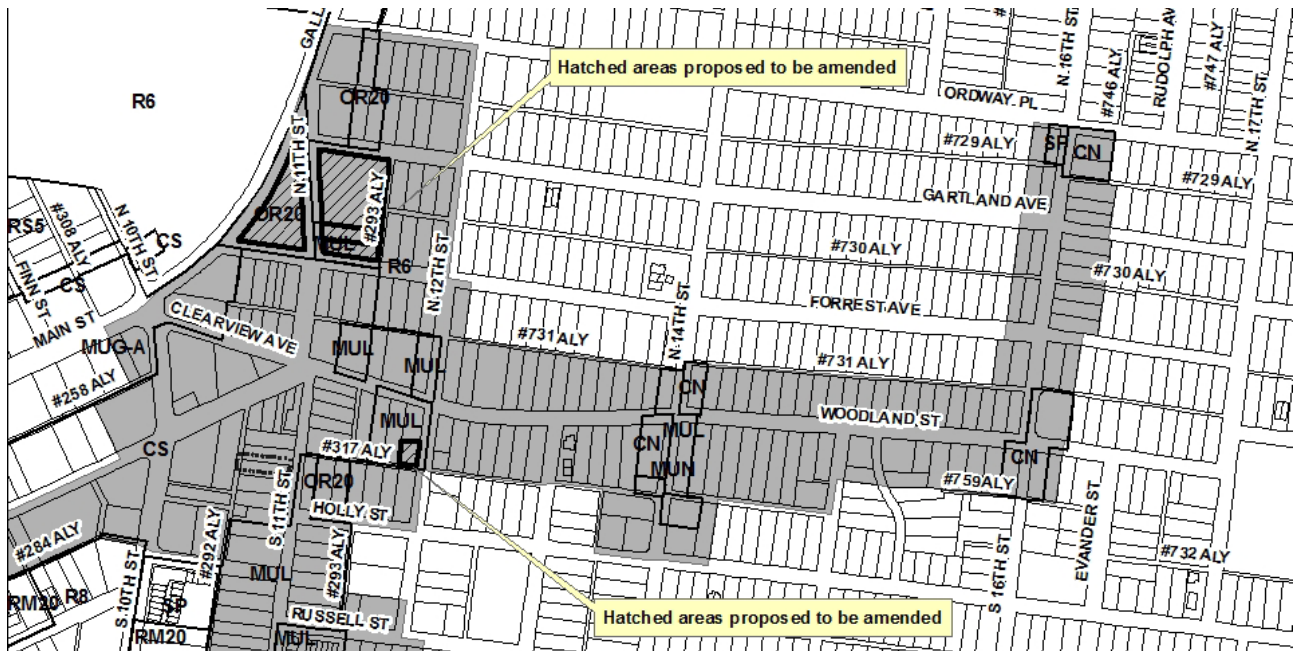 GALL
N 16TH ST
RUDOLPH AV
#747 ALY
#746 ALY
N 17TH ST
Hatched areas proposed to be amended
R6
OR20
ORDWAY PL
#729 ALY
SP
CN
#729 ALY
N 11TH ST
GARTLAND AVE
OR20
#293 ALY
MUL
RS5
#308 ALY
N 10TH ST
CS
R6
N 12TH ST
#730 ALY
#730 ALY
FINN ST
CS
FORREST AVE
MAIN ST
CLEARVIEW AVE
N 14TH ST
#731 ALY
#731 ALY
MUG-A
MUL
MUL
#258 ALY
CN
WOODLAND ST
MUL
MUL
CS
#317 ALY
CN
MUN
CN
OR20
#759 ALY
S 11TH ST
HOLLY ST
#284 ALY
#292 ALY
#293 ALY
S 16TH ST
EVANDER ST
#732 ALY
MUL
RM20
R8
S 10TH ST
SP
RUSSELL ST
Hatched areas proposed to be amended
RM20
MUL